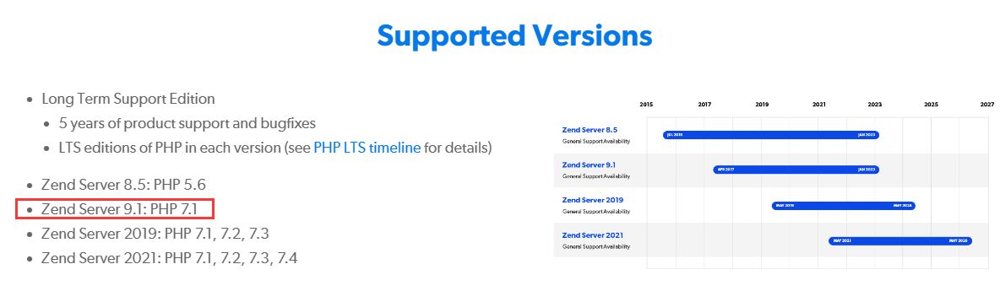 Supported Versions
Long Term Support Edition
5 years of product support and bugfixes
LTS editions of PHP in each version (see PHP LTS timeline for details)
Zend Server 8.5: PHP 5.6
Zend Server 9.1: PHP 7.1
Zend Server 2019: PHP 7.1, 7.2, 7.3
Zend Server 2021: PHP 7.1, 7.2, 7.3, 7.4
2015 2017 2019 2021 2023 2025 2027
Zend Server 8.5
General Support Availability
JUL 2015 JAN 2023
Zend Server 9.1
General Support Availability
APR 2017 JAN 2023
Zend Server 2019
General Support Availability
MAY 2019 MAY 2024
Zend Server 2021
General Support Availability
MAY 2021 MAY 2026